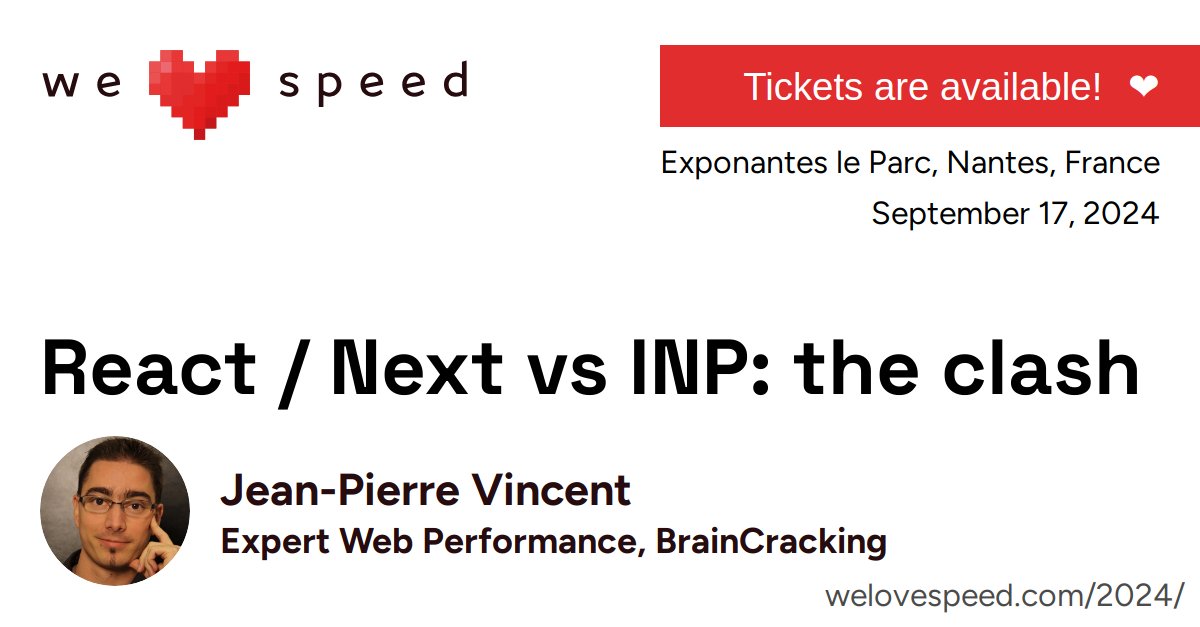 we ❤ speed
Tickets are available! ❤
Exponantes le Parc, Nantes, France
September 17, 2024
React / Next vs INP: the clash
Jean-Pierre Vincent
Expert Web Performance, BrainCracking
welovespeed.com/2024/